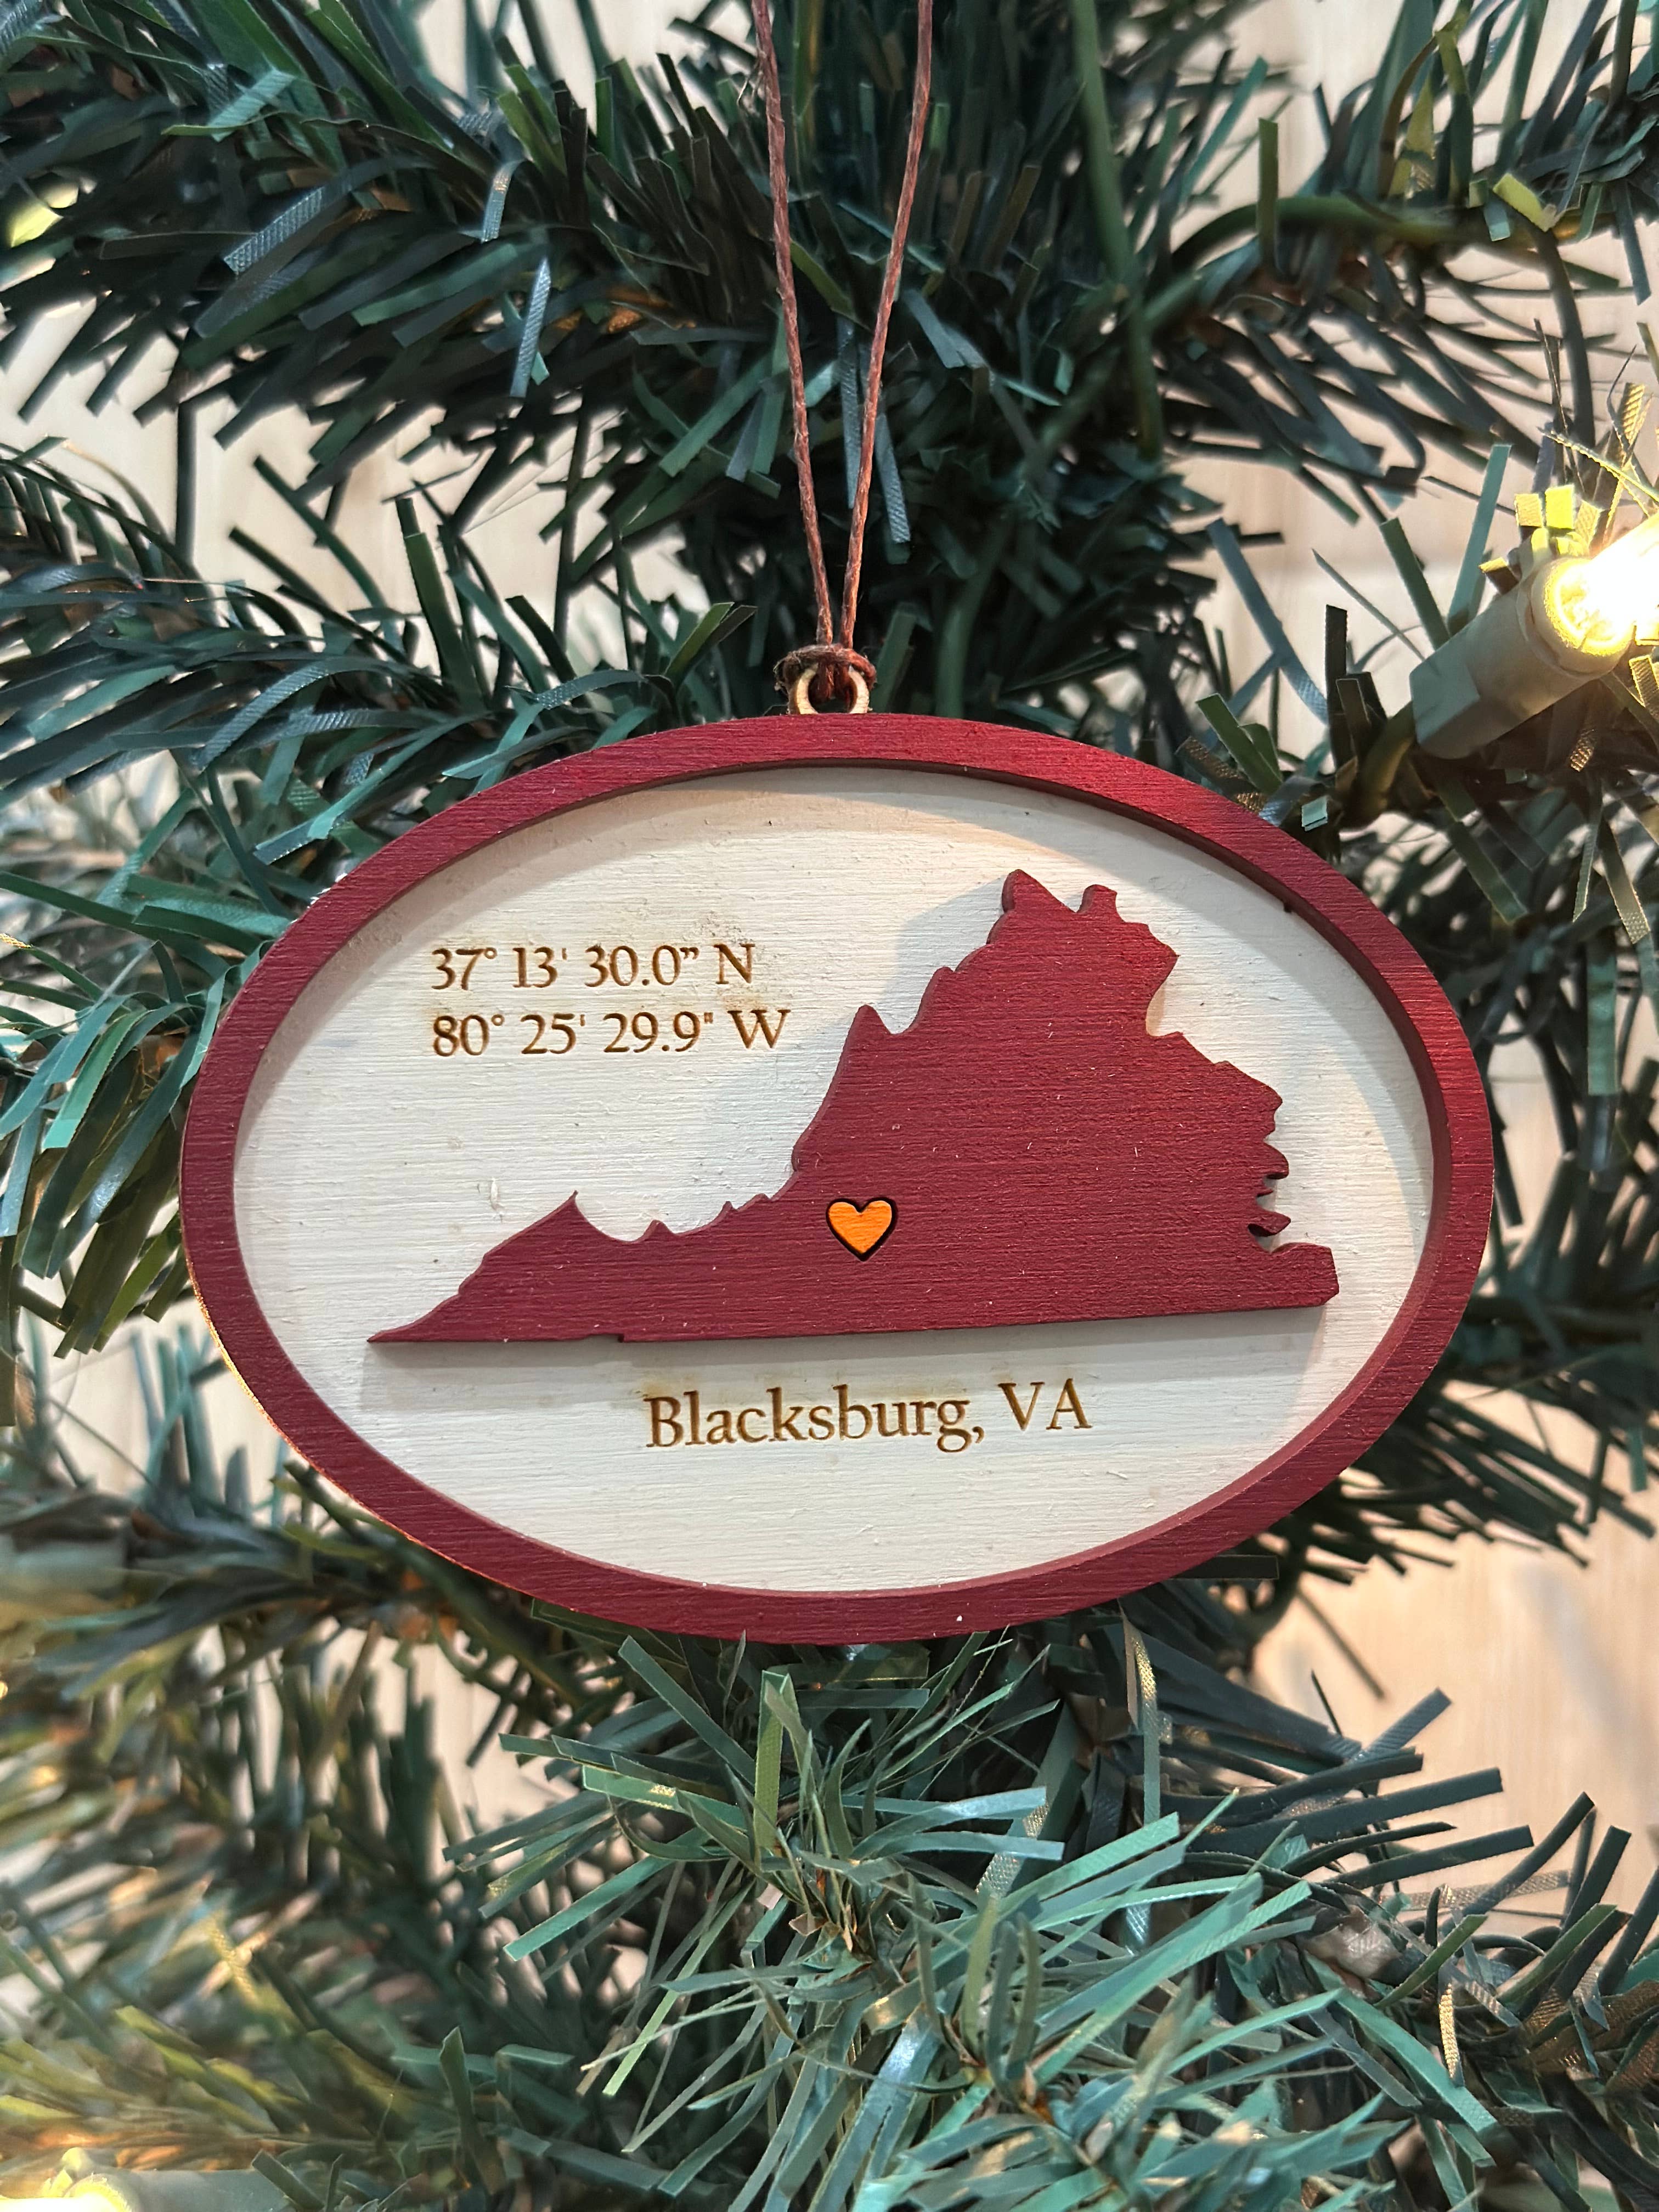 37° 13' 30.0” N
80° 25' 29.9" W
Blacksburg, VA